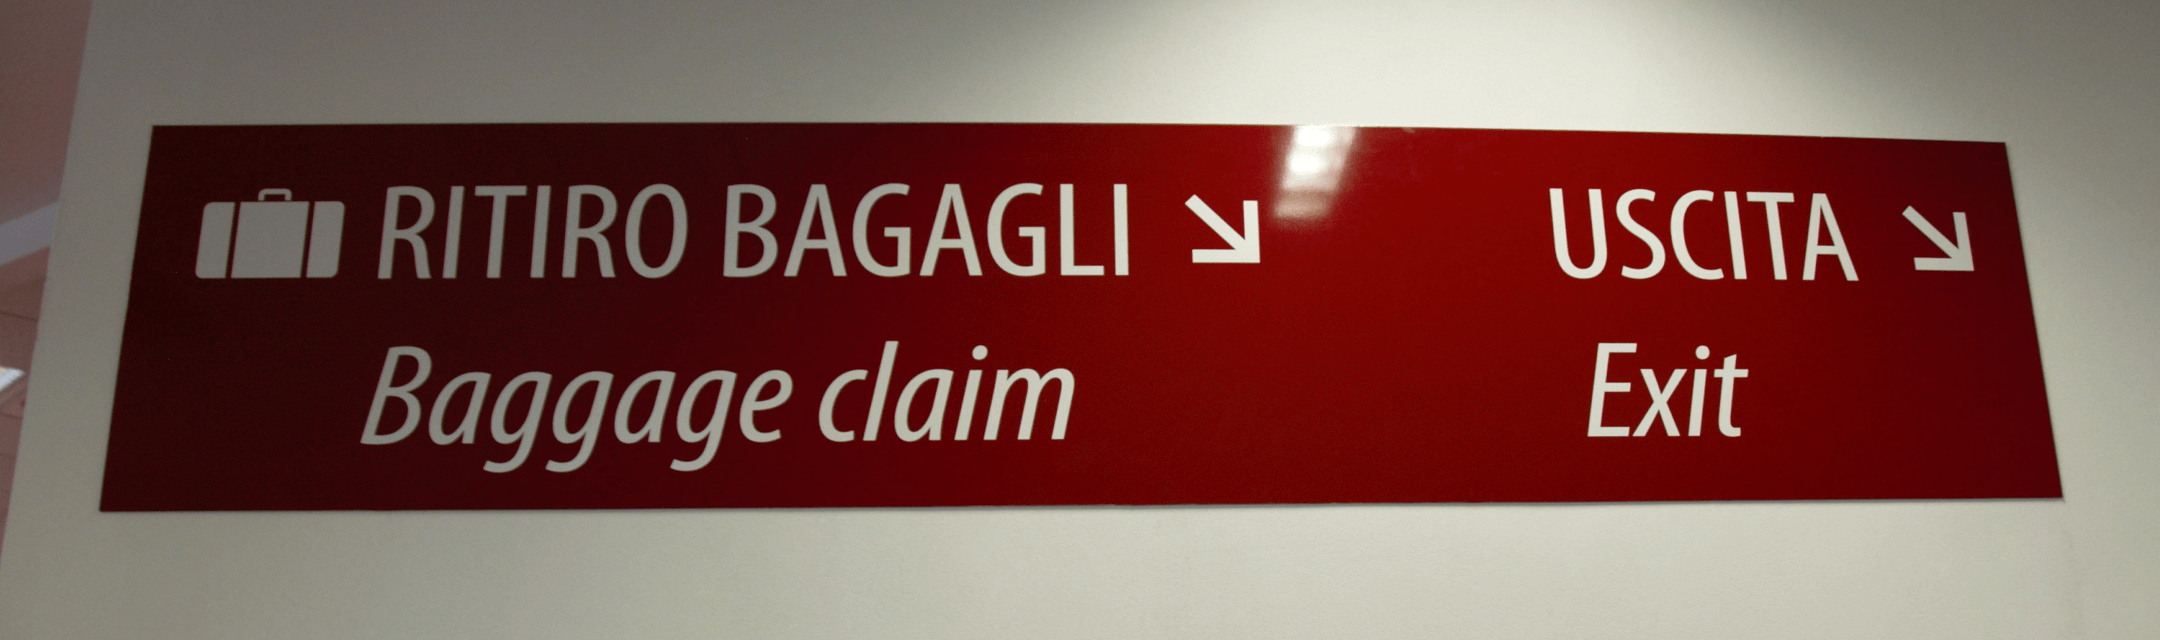 RITIRO BAGAGLI USCITA
Baggage claim Exit